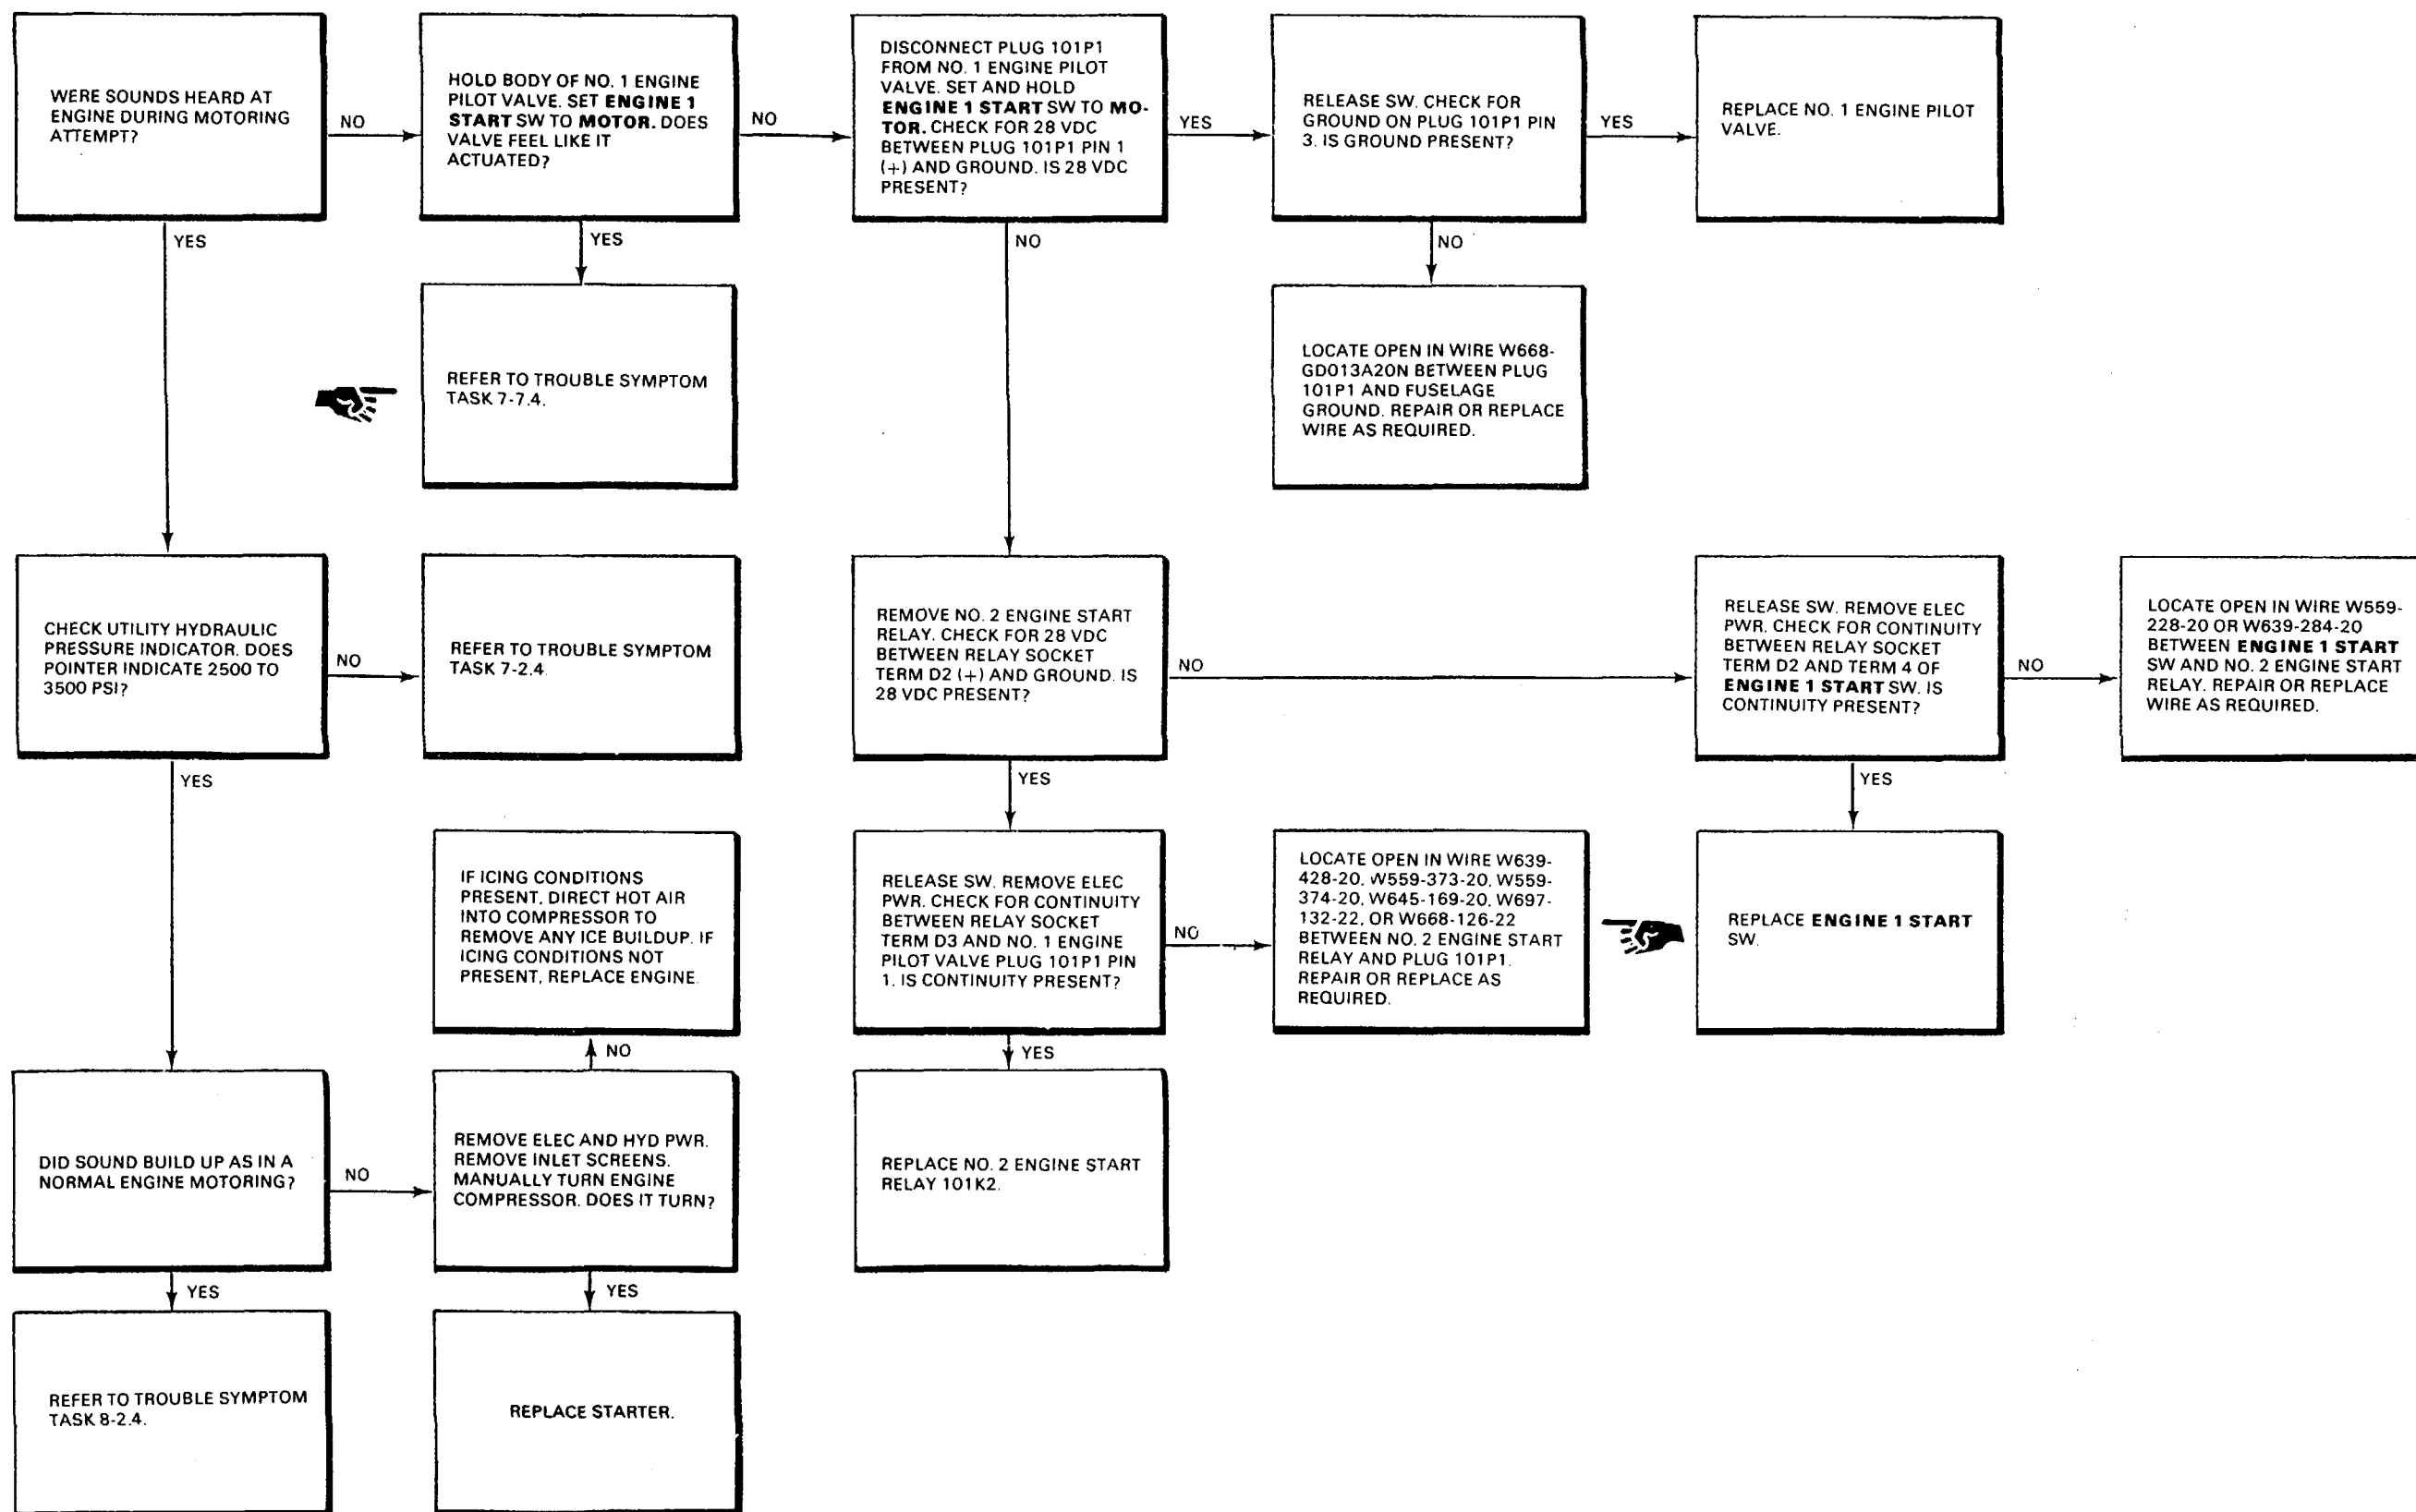 WERE SOUNDS HEARD AT
ENGINE DURING MOTORING
ATTEMPT?
NO
HOLD BODY OF NO. 1 ENGINE
PILOT VALVE. SET ENGINE 1
START SW TO MOTOR. DOES
VALVE FEEL LIKE IT
ACTUATED?
NO
DISCONNECT PLUG 101P1
FROM NO. 1 ENGINE PILOT
VALVE. SET AND HOLD
ENGINE 1 START SW TO MO-
TOR. CHECK FOR 28 VDC
BETWEEN PLUG 101P1 PIN 1
(+) AND GROUND. IS 28 VDC
PRESENT?
YES
RELEASE SW. CHECK FOR
GROUND ON PLUG 101P1 PIN
3. IS GROUND PRESENT?
YES
REPLACE NO. 1 ENGINE PILOT
VALVE.
YES
YES
NO
NO
REFER TO TROUBLE SYMPTOM
TASK 7-7.4.
LOCATE OPEN IN WIRE W668-
GD013A20N BETWEEN PLUG
101P1 AND FUSELAGE
GROUND. REPAIR OR REPLACE
WIRE AS REQUIRED.
CHECK UTILITY HYDRAULIC
PRESSURE INDICATOR. DOES
POINTER INDICATE 2500 TO
3500 PSI?
NO
REFER TO TROUBLE SYMPTOM
TASK 7-2.4.
REMOVE NO. 2 ENGINE START
RELAY. CHECK FOR 28 VDC
BETWEEN RELAY SOCKET
TERM D2 (+) AND GROUND. IS
28 VDC PRESENT?
NO
RELEASE SW. REMOVE ELEC
PWR. CHECK FOR CONTINUITY
BETWEEN RELAY SOCKET
TERM D2 AND TERM 4 OF
ENGINE 1 START SW. IS
CONTINUITY PRESENT?
NO
LOCATE OPEN IN WIRE W559-
228-20 OR W639-284-20
BETWEEN ENGINE 1 START
SW AND NO. 2 ENGINE START
RELAY. REPAIR OR REPLACE
WIRE AS REQUIRED.
YES
YES
YES
IF ICING CONDITIONS
PRESENT, DIRECT HOT AIR
INTO COMPRESSOR TO
REMOVE ANY ICE BUILDUP. IF
ICING CONDITIONS NOT
PRESENT, REPLACE ENGINE.
RELEASE SW. REMOVE ELEC
PWR. CHECK FOR CONTINUITY
BETWEEN RELAY SOCKET
TERM D3 AND NO. 1 ENGINE
PILOT VALVE PLUG 101P1 PIN
1. IS CONTINUITY PRESENT?
NO
LOCATE OPEN IN WIRE W639-
428-20, W559-373-20, W559-
374-20, W645-169-20, W697-
132-22, OR W668-126-22
BETWEEN NO. 2 ENGINE START
RELAY AND PLUG 101P1.
REPAIR OR REPLACE AS
REQUIRED.
REPLACE ENGINE 1 START
SW.
NO
YES
DID SOUND BUILD UP AS IN A
NORMAL ENGINE MOTORING?
NO
REMOVE ELEC AND HYD PWR.
REMOVE INLET SCREENS.
MANUALLY TURN ENGINE
COMPRESSOR. DOES IT TURN?
REPLACE NO. 2 ENGINE START
RELAY 101K2.
YES
YES
REFER TO TROUBLE SYMPTOM
TASK 8-2.4.
REPLACE STARTER.